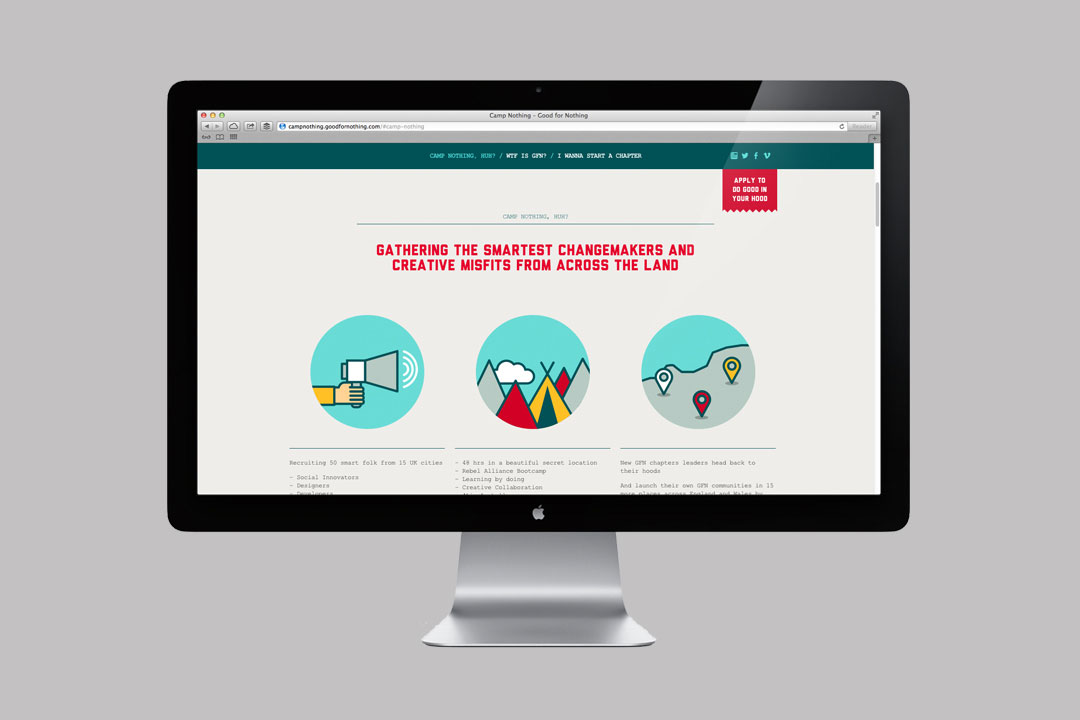 Camp Nothing - Good for Nothing
campnothing.goodfornothing.com/#camp-nothing
Reader
CAMP NOTHING, HUH? / WTF IS GFN? / I WANNA START A CHAPTER
APPLY TO
DO GOOD IN
YOUR HOOD
CAMP NOTHING, HUH?
GATHERING THE SMARTEST CHANGEMAKERS AND
CREATIVE MISFITS FROM ACROSS THE LAND
Recruiting 50 smart folk from 15 UK cities
- Social Innovators
- Designers
- Developers
- 48 hrs in a beautiful secret location
- Rebel Alliance Bootcamp
- Learning by doing
- Creative Collaboration
New GFN chapters leaders head back to
their hoods
And launch their own GFN communities in 15
more places across England and Wales by